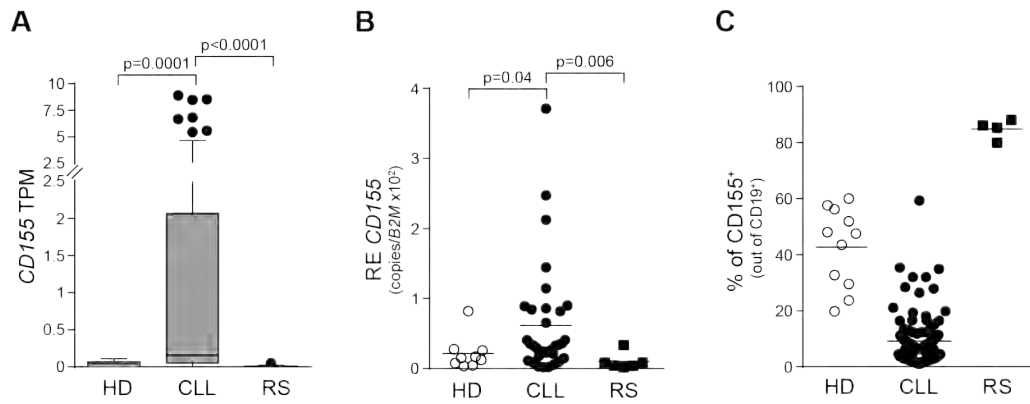 A
p<0.0001
p=0.0001
CD155 TPM
10
7.5
5
2.5
2.5
2
1.5
1
0.5
0
HD
CLL
RS
B
p=0.006
p=0.04
RE CD155
(copies/B2M x10²)
4
3
2
1
0
HD
CLL
RS
C
% of CD155⁺
(out of CD19⁺)
100
80
60
40
20
0
HD
CLL
RS